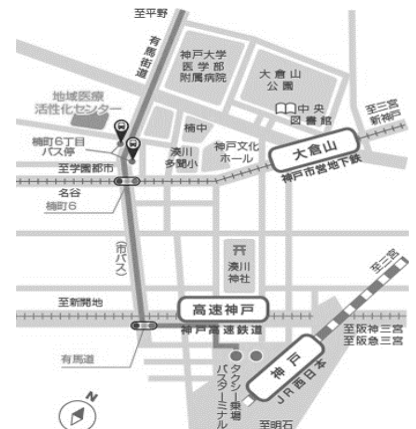 至平野
有馬街道
神戸大学
医学部
附属病院
大倉山
公園
中央
図書館
地域医療
活性化センター
楠中
至三宮
新神戸
楠町6丁目
バス停
湊川
多聞小
神戸文化
ホール
大倉山
神戸市営地下鉄
至学園都市
名谷
楠町6
(市バス)
湊川
神社
至三宮
至新開地
高速神戸
神戸高速鉄道
至阪神三宮
至阪急三宮
有馬道
神戸
JR西日本
タクシー乗場
バスターミナル
N
至明石